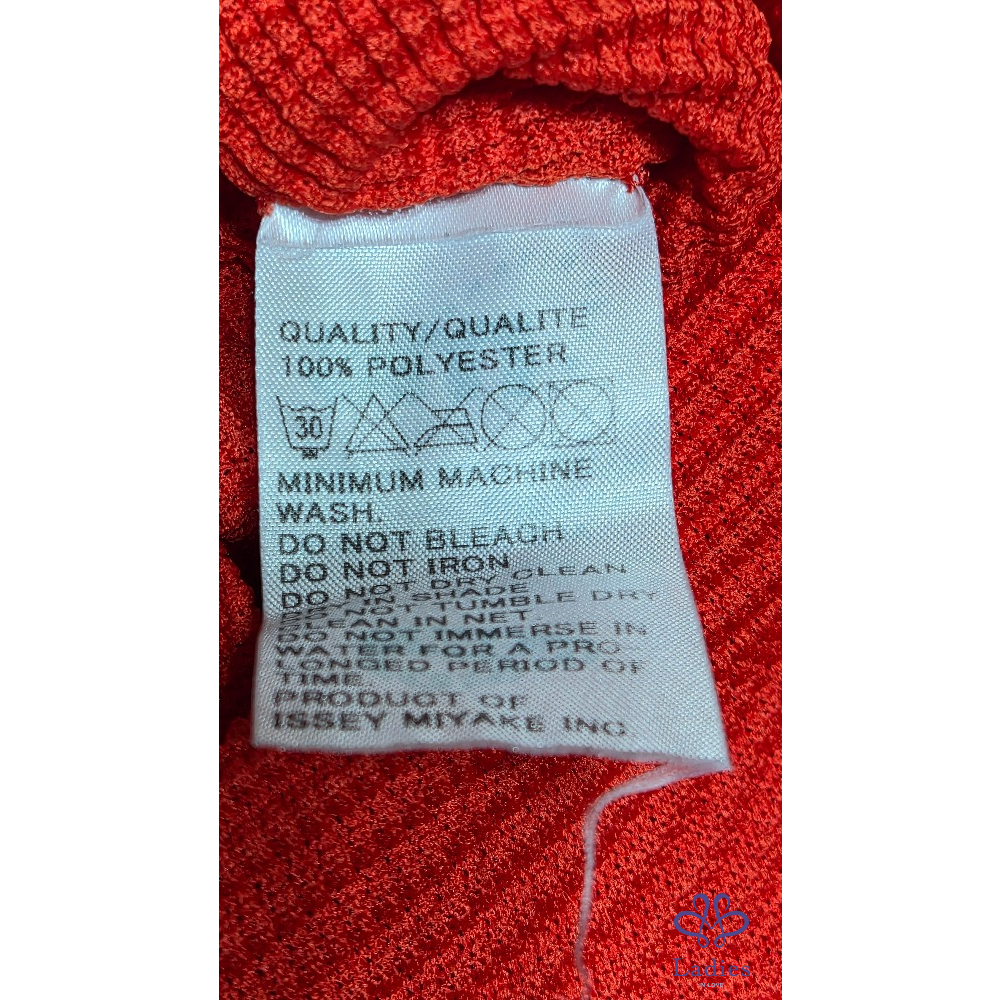 QUALITY/QUALITE
100% POLYESTER
30
MINIMUM MACHINE
WASH.
DO NOT BLEACH
DO NOT IRON
DO NOT DRY CLEAN
DRY IN SHADE
DO NOT TUMBLE DRY
CLEAN IN NET
DO NOT IMMERSE IN
WATER FOR A PRO-
LONGED PERIOD OF
TIME
PRODUCT OF
ISSEY MIYAKE INC.
Ladies
IN LOVE